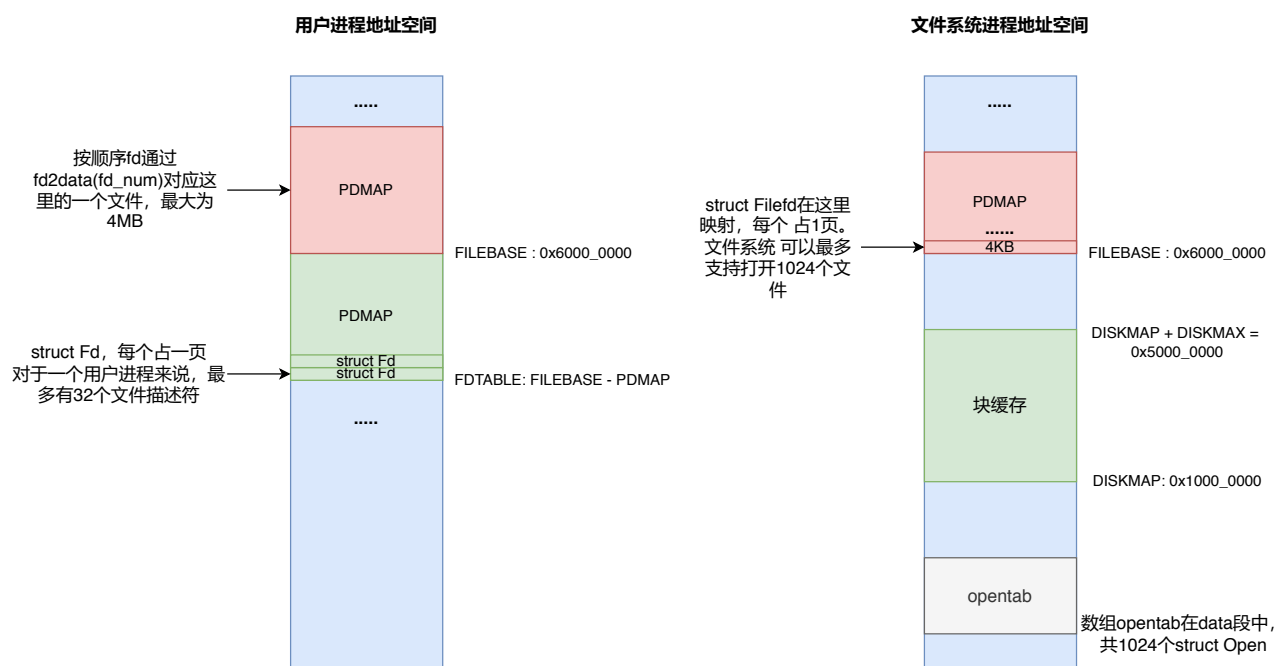 用户进程地址空间
文件系统进程地址空间
.....
按顺序fd通过
fd2data(fd_num)对应这
里的一个文件，最大为
4MB
PDMAP
FILEBASE : 0x6000_0000
PDMAP
struct Fd，每个占一页
对于一个用户进程来说，最
多有32个文件描述符
struct Fd
struct Fd
FDTABLE: FILEBASE - PDMAP
.....
.....
struct Filefd在这里
映射，每个 占1页。
文件系统 可以最多
支持打开1024个文
件
PDMAP
......
4KB
FILEBASE : 0x6000_0000
DISKMAP + DISKMAX =
0x5000_0000
块缓存
DISKMAP: 0x1000_0000
opentab
数组opentab在data段中，
共1024个struct Open